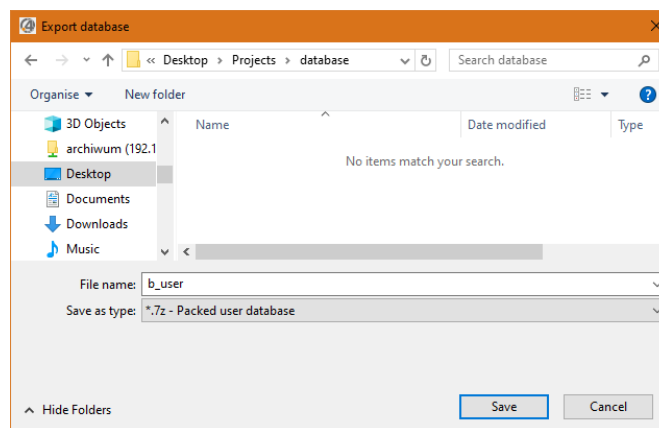 Export database
« Desktop > Projects > database
Search database
Organise
New folder
3D Objects
archiwum (192.1
Desktop
Documents
Downloads
Music
Name
Date modified
Type
No items match your search.
File name: b_user
Save as type: *.7z - Packed user database
Hide Folders
Save
Cancel